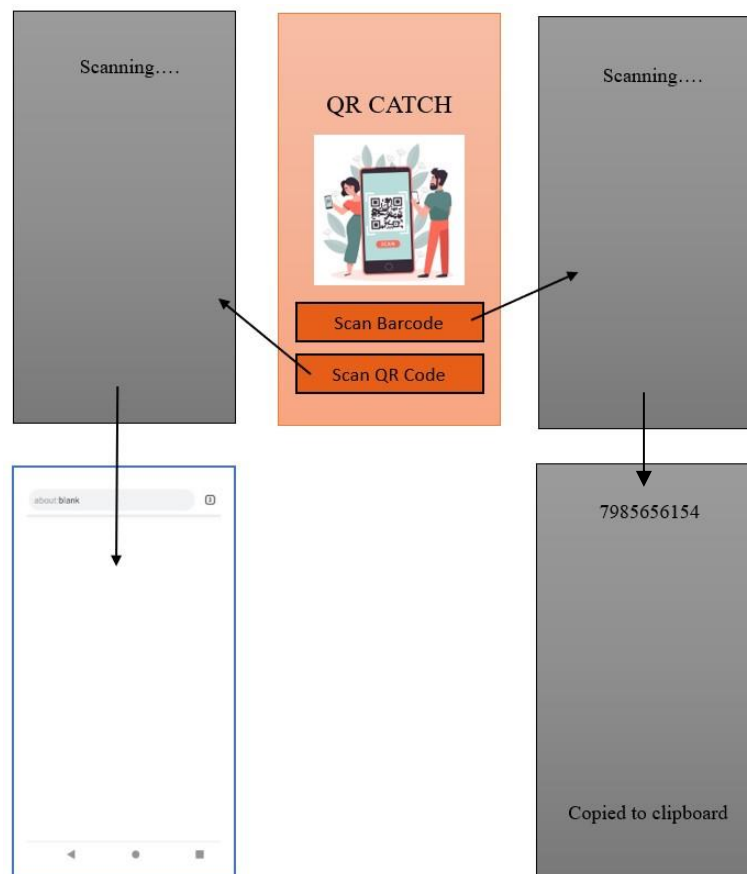 Scanning….
QR CATCH
SCAN
Scan Barcode
Scan QR Code
Scanning….
about:blank
7985656154
Copied to clipboard